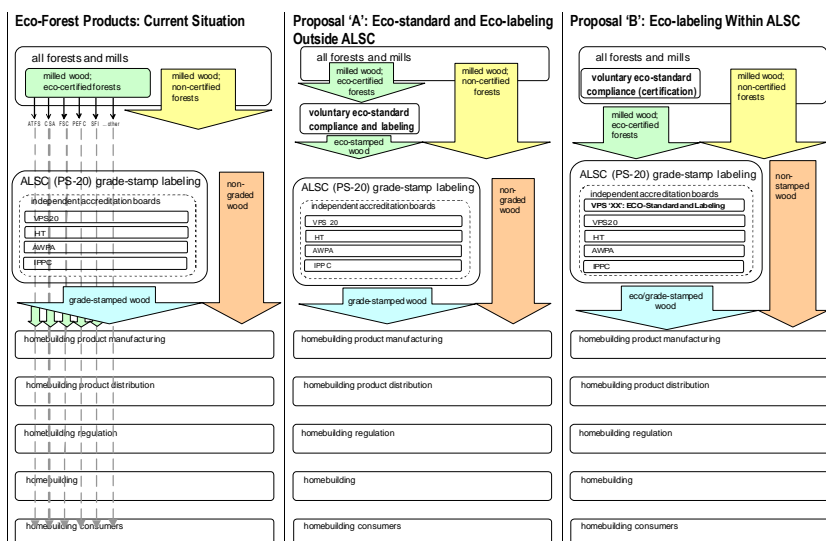 Eco-Forest Products: Current Situation
all forests and mills
milled wood;
eco-certified forests
milled wood;
non-certified
forests
ATFS CSA FSC PEFC SFI ...other
ALSC (PS-20) grade-stamp labeling
independent accreditation boards
VPS20
HT
AWPA
IPPC
non-
graded
wood
grade-stamped wood
homebuilding product manufacturing
homebuilding product distribution
homebuilding regulation
homebuilding
homebuilding consumers
Proposal ‘A’: Eco-standard and Eco-labeling
Outside ALSC
all forests and mills
milled wood;
eco-certified
forests
milled wood;
non-certified
forests
voluntary eco-standard
compliance and labeling
eco-stamped
wood
ALSC (PS-20) grade-stamp labeling
independent accreditation boards
VPS 20
HT
AWPA
IPPC
non-
graded
wood
grade-stamped wood
homebuilding product manufacturing
homebuilding product distribution
homebuilding regulation
homebuilding
homebuilding consumers
Proposal ‘B’: Eco-labeling Within ALSC
all forests and mills
voluntary eco-standard
compliance (certification)
milled wood;
eco-certified
forests
milled wood;
non-certified
forests
ALSC (PS-20) grade-stamp labeling
independent accreditation boards
VPS ‘XX’: ECO-Standard and Labeling
VPS20
HT
AWPA
IPPC
non-
stamped
wood
eco/grade-stamped
wood
homebuilding product manufacturing
homebuilding product distribution
homebuilding regulation
homebuilding
homebuilding consumers